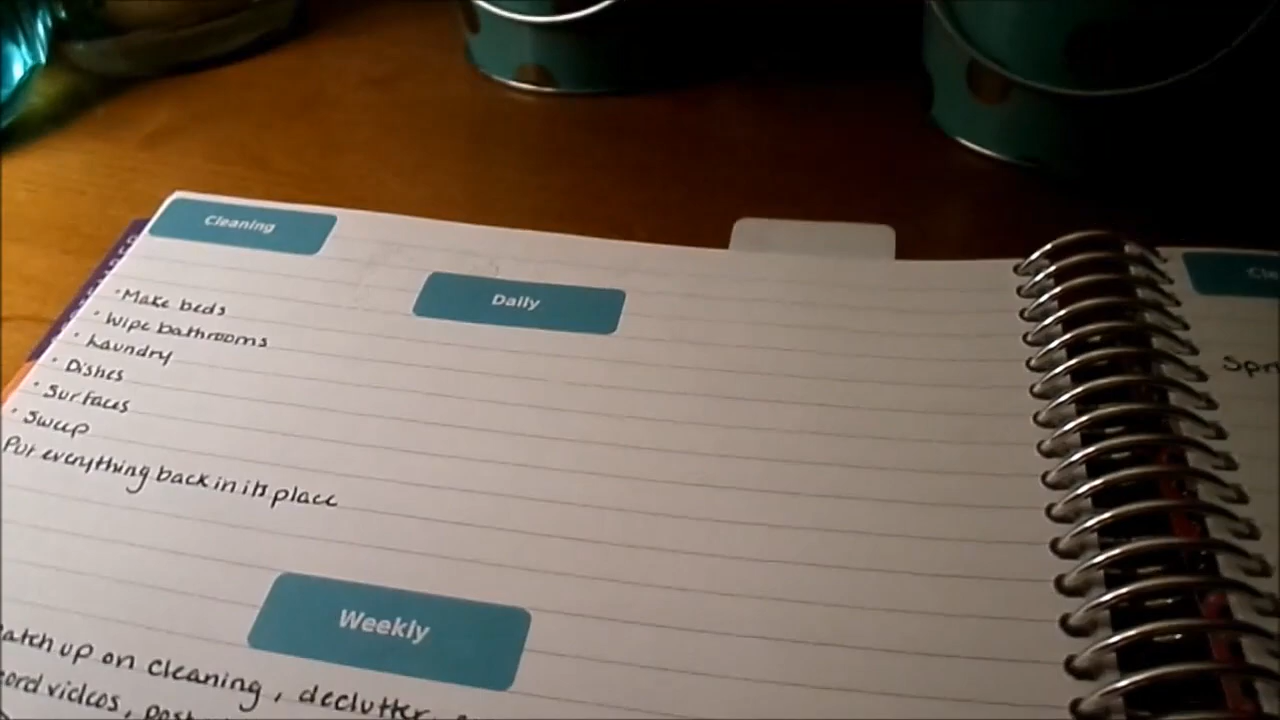 Cleaning
Daily
· Make beds
· Wipe bathrooms
· Laundry
· Dishes
· Surfaces
· Sweep
Put everything back in its place
Weekly
atch up on cleaning, declutter,
ord videos,